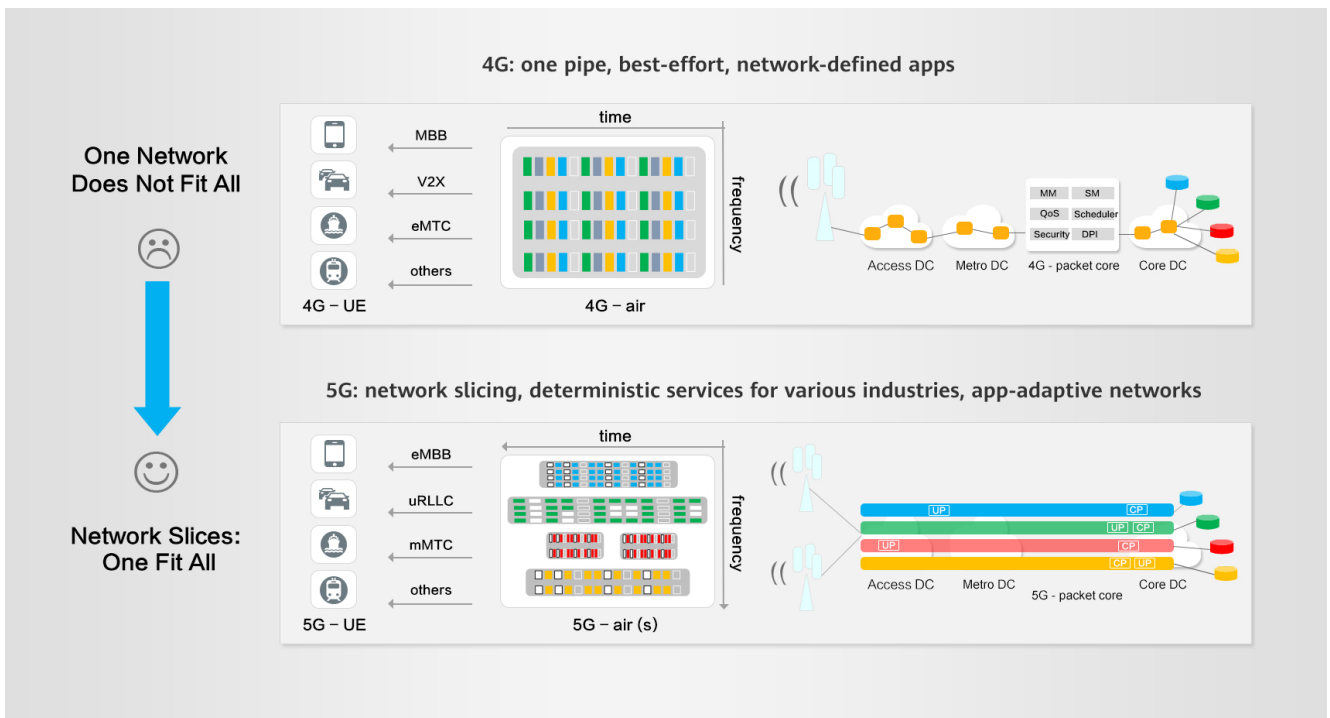 4G: one pipe, best-effort, network-defined apps
One Network
Does Not Fit All
MBB
V2X
eMTC
others
4G – UE
time
frequency
4G – air
Access DC
Metro DC
MM
SM
QoS
Scheduler
Security
DPI
4G - packet core
Core DC
5G: network slicing, deterministic services for various industries, app-adaptive networks
Network Slices:
One Fit All
eMBB
uRLLC
mMTC
others
5G – UE
time
frequency
5G – air (s)
UP
CP
UP
CP
UP
CP
CP
UP
Access DC
Metro DC
5G - packet core
Core DC